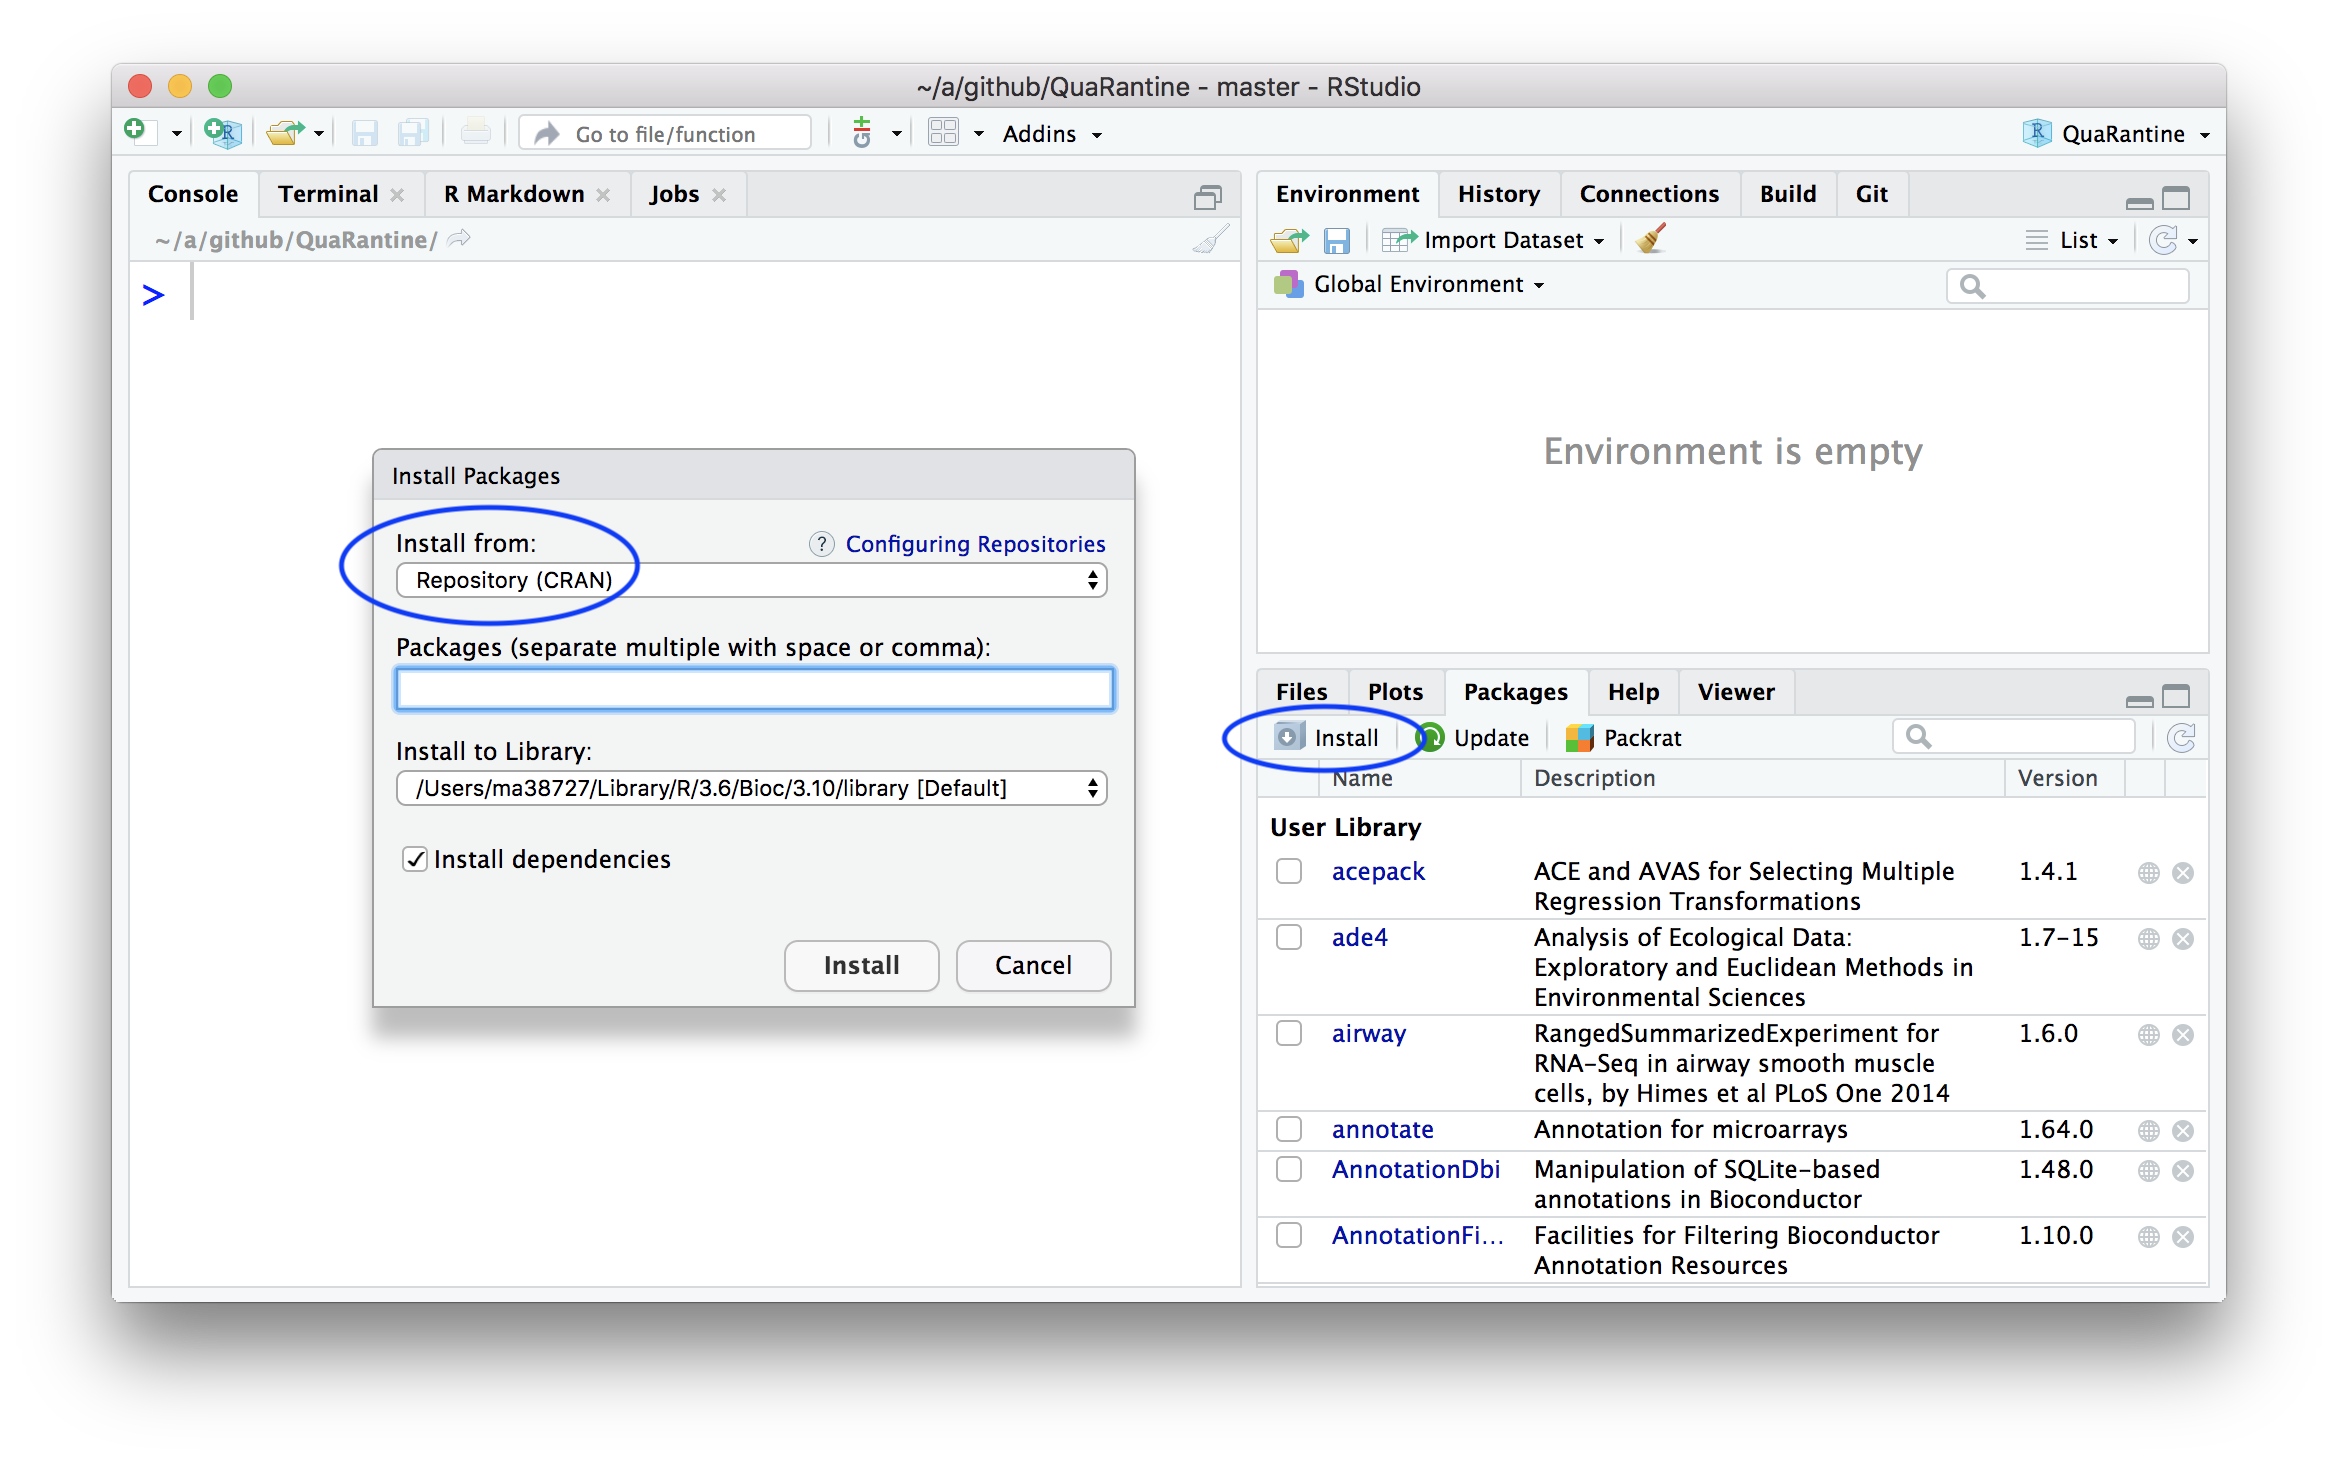 ~/a/github/QuaRantine - master - RStudio
Go to file/function
Addins
QuaRantine
Console
Terminal
R Markdown
Jobs
~/a/github/QuaRantine/
>
Install Packages
Install from:
? Configuring Repositories
Repository (CRAN)
Packages (separate multiple with space or comma):
Install to Library:
/Users/ma38727/Library/R/3.6/Bioc/3.10/library [Default]
Install dependencies
Install
Cancel
Environment
History
Connections
Build
Git
Import Dataset
List
Global Environment
Environment is empty
Files
Plots
Packages
Help
Viewer
Install
Update
Packrat
Name
Description
Version
User Library
acepack
ACE and AVAS for Selecting Multiple
Regression Transformations
1.4.1
ade4
Analysis of Ecological Data:
Exploratory and Euclidean Methods in
Environmental Sciences
1.7-15
airway
RangedSummarizedExperiment for
RNA-Seq in airway smooth muscle
cells, by Himes et al PLoS One 2014
1.6.0
annotate
Annotation for microarrays
1.64.0
AnnotationDbi
Manipulation of SQLite-based
annotations in Bioconductor
1.48.0
AnnotationFi...
Facilities for Filtering Bioconductor
Annotation Resources
1.10.0